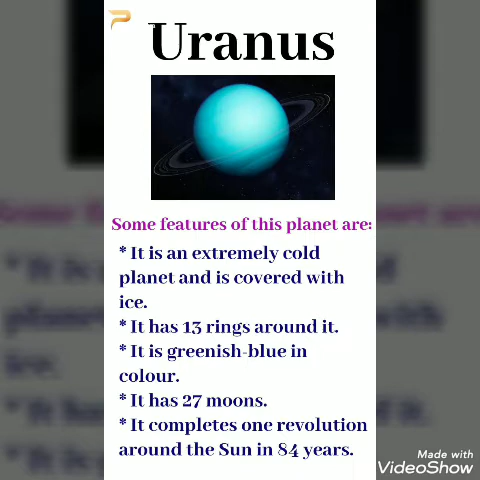 Uranus
Some features of this planet are:
* It is an extremely cold
planet and is covered with
ice.
* It has 13 rings around it.
* It is greenish-blue in
colour.
* It has 27 moons.
* It completes one revolution
around the Sun in 84 years.
Made with
VideoShow